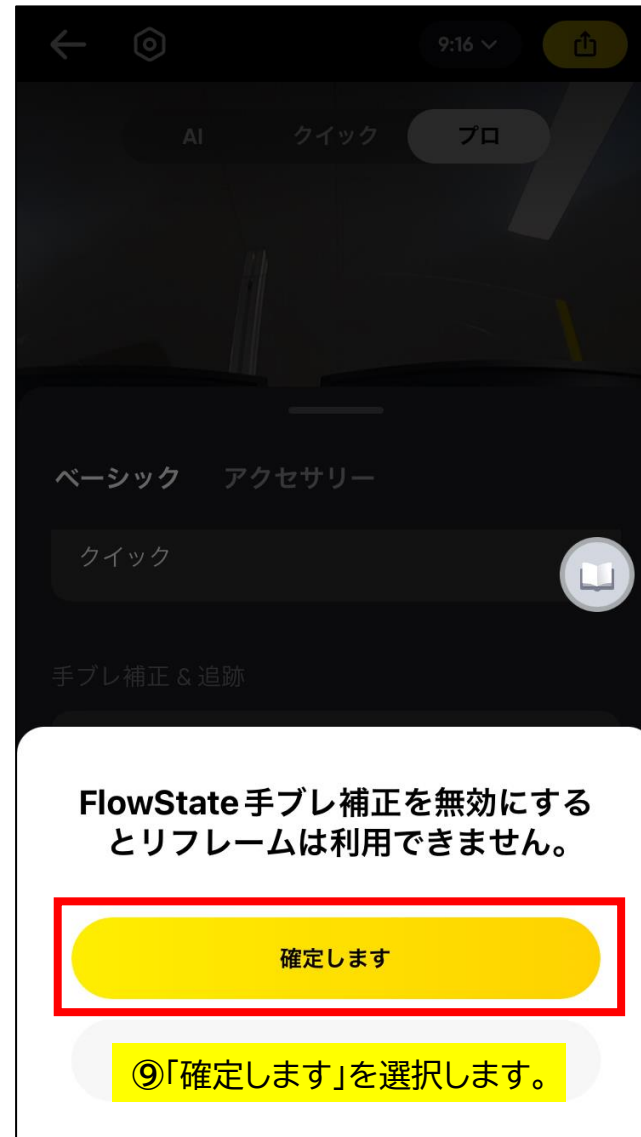 9:16
AI クイック プロ
ベーシック アクセサリー
クイック
手ブレ補正 & 追跡
FlowState手ブレ補正を無効にする
とリフレームは利用できません。
確定します
⑨「確定します」を選択します。